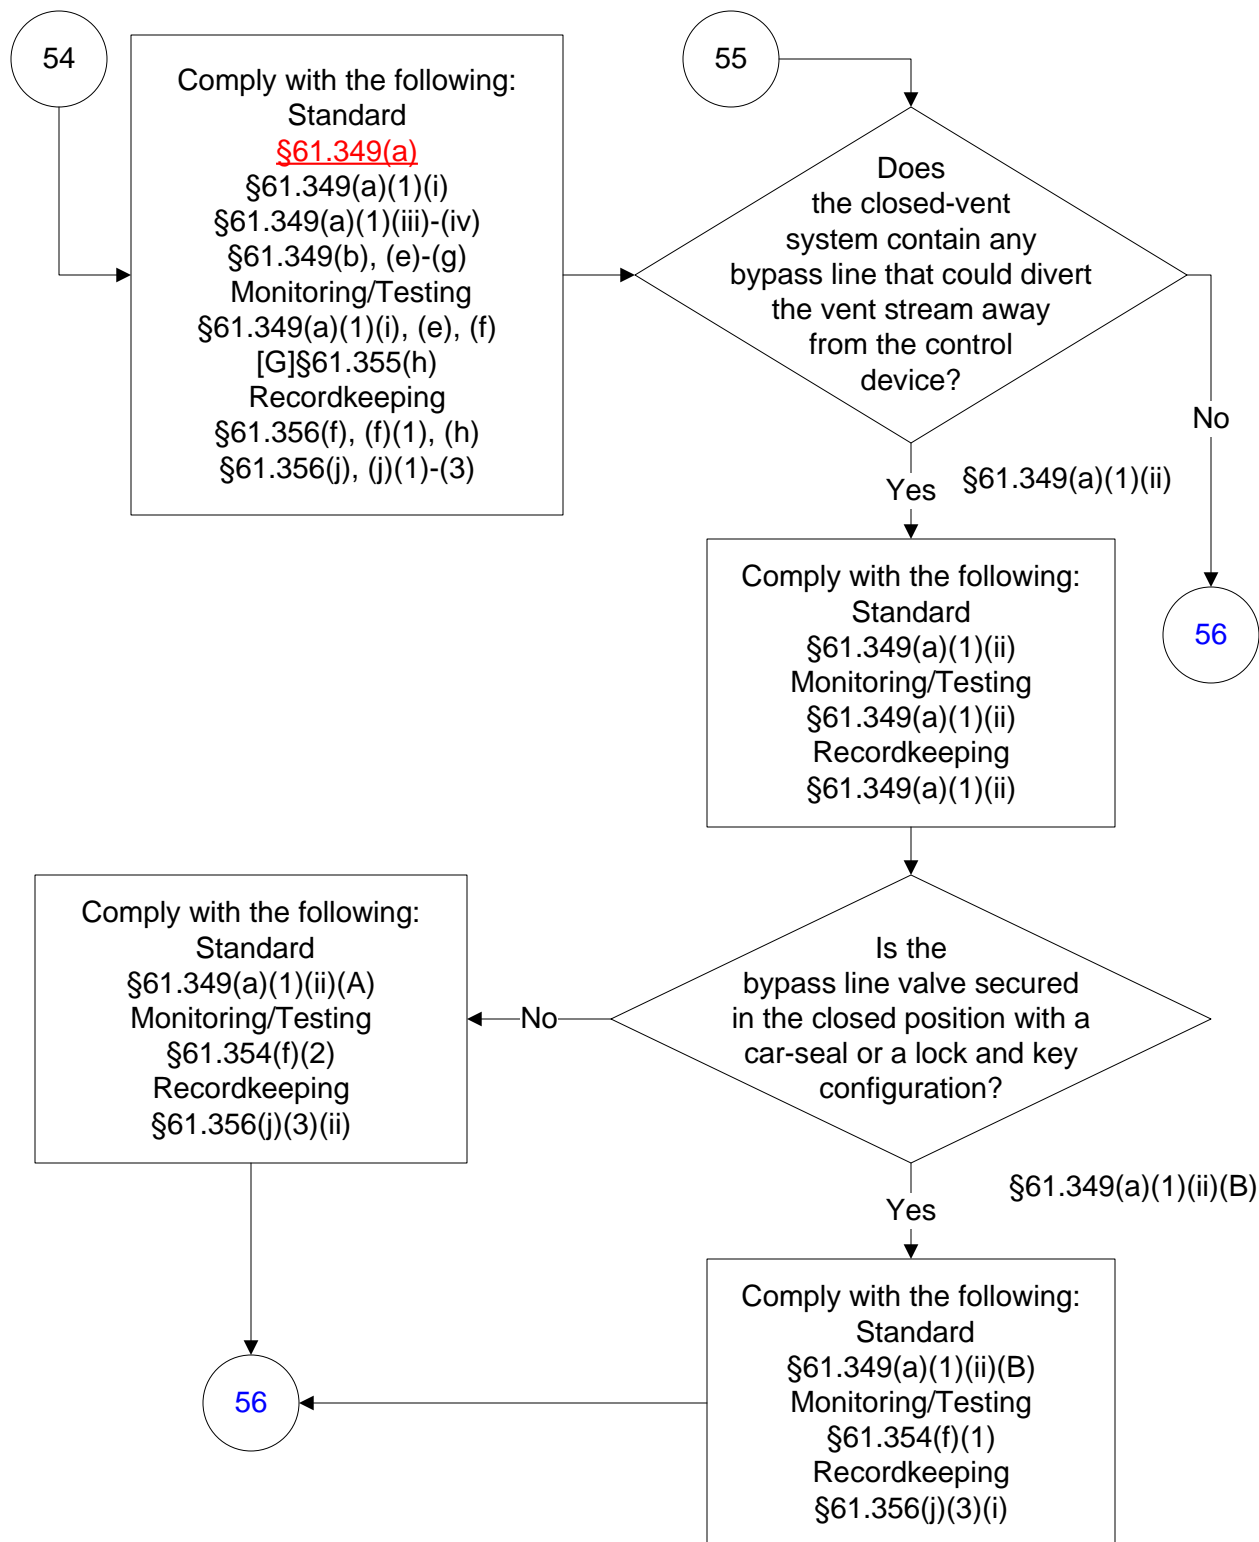 54
Comply with the following:
Standard
§61.349(a)
§61.349(a)(1)(i)
§61.349(a)(1)(iii)-(iv)
§61.349(b), (e)-(g)
Monitoring/Testing
§61.349(a)(1)(i), (e), (f)
[G]§61.355(h)
Recordkeeping
§61.356(f), (f)(1), (h)
§61.356(j), (j)(1)-(3)
55
Does
the closed-vent
system contain any
bypass line that could divert
the vent stream away
from the control
device?
No
56
Yes
§61.349(a)(1)(ii)
Comply with the following:
Standard
§61.349(a)(1)(ii)
Monitoring/Testing
§61.349(a)(1)(ii)
Recordkeeping
§61.349(a)(1)(ii)
Is the
bypass line valve secured
in the closed position with a
car-seal or a lock and key
configuration?
No
Comply with the following:
Standard
§61.349(a)(1)(ii)(A)
Monitoring/Testing
§61.354(f)(2)
Recordkeeping
§61.356(j)(3)(ii)
Yes
§61.349(a)(1)(ii)(B)
Comply with the following:
Standard
§61.349(a)(1)(ii)(B)
Monitoring/Testing
§61.354(f)(1)
Recordkeeping
§61.356(j)(3)(i)
56